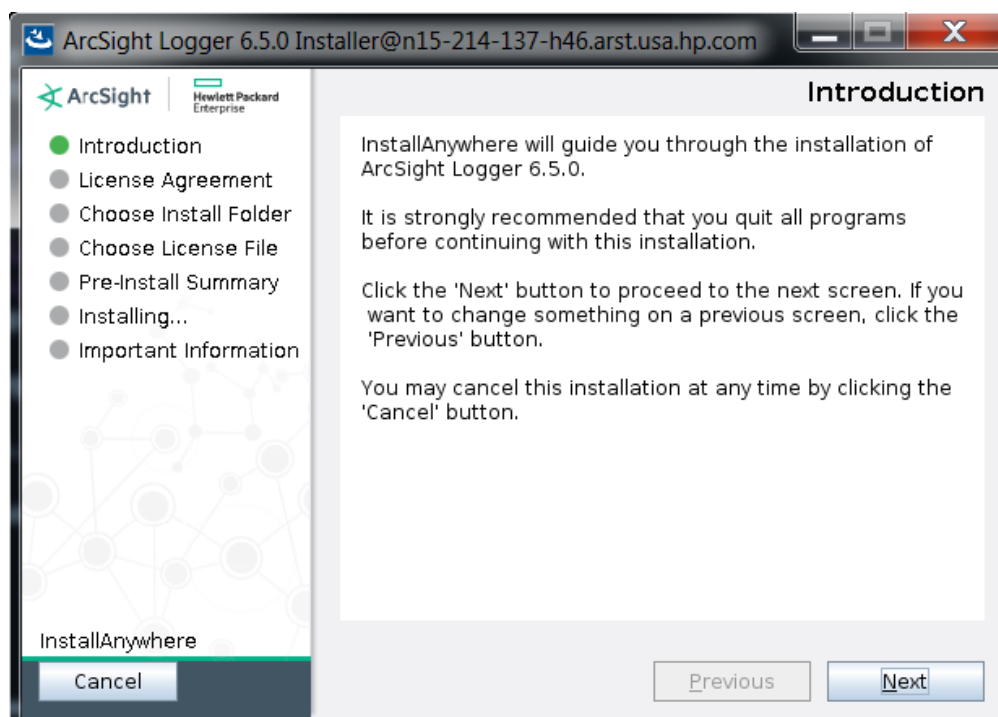 ArcSight Logger 6.5.0 Installer@n15-214-137-h46.arst.usa.hp.com
X
ArcSight
Hewlett Packard
Enterprise
Introduction
License Agreement
Choose Install Folder
Choose License File
Pre-Install Summary
Installing...
Important Information
InstallAnywhere
Cancel
Introduction
InstallAnywhere will guide you through the installation of
ArcSight Logger 6.5.0.
It is strongly recommended that you quit all programs
before continuing with this installation.
Click the 'Next' button to proceed to the next screen. If you
want to change something on a previous screen, click the
'Previous' button.
You may cancel this installation at any time by clicking the
'Cancel' button.
Previous
Next